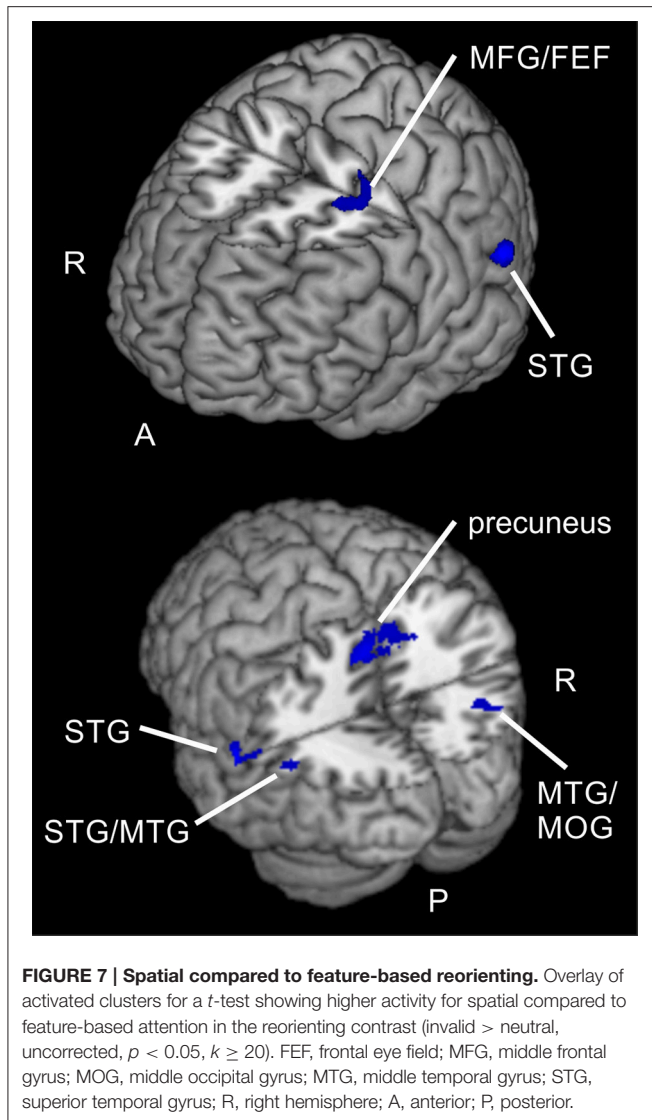 MFG/FEF
R
STG
A
precuneus
R
STG
MTG/
MOG
STG/MTG
P
FIGURE 7 | Spatial compared to feature-based reorienting. Overlay of
activated clusters for a t-test showing higher activity for spatial compared to
feature-based attention in the reorienting contrast (invalid > neutral,
uncorrected, p < 0.05, k ≥ 20). FEF, frontal eye field; MFG, middle frontal
gyrus; MOG, middle occipital gyrus; MTG, middle temporal gyrus; STG,
superior temporal gyrus; R, right hemisphere; A, anterior; P, posterior.